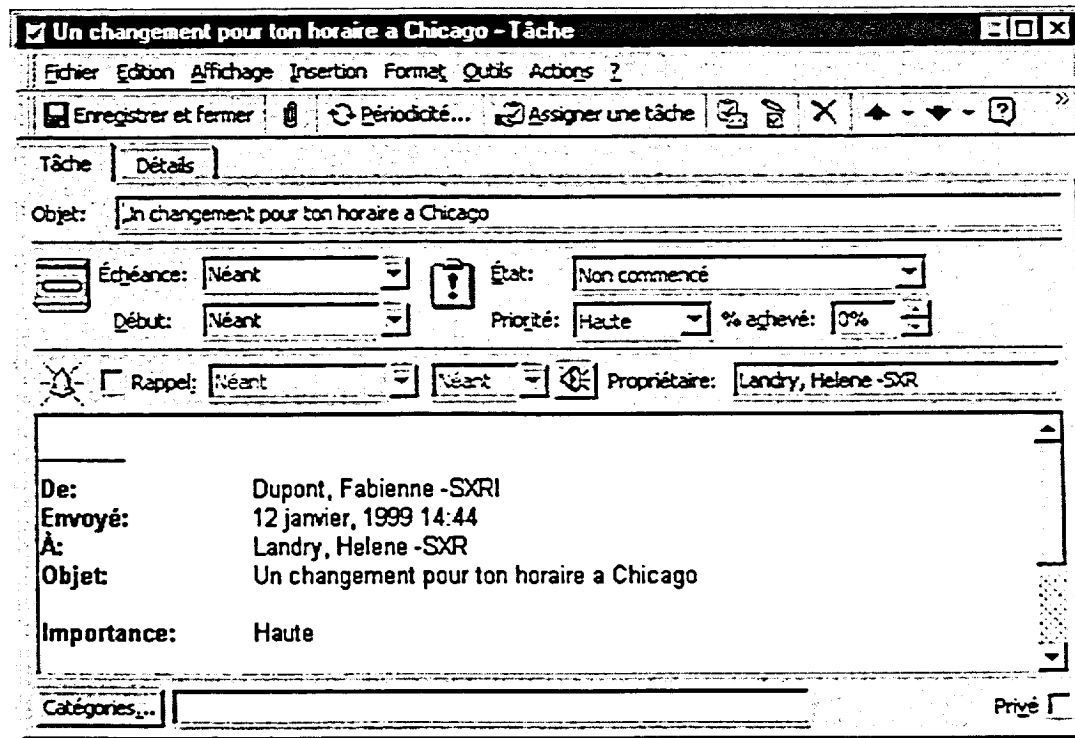 Un changement pour ton horaire a Chicago - Tâche
Fichier Edition Affichage Insertion Format Outils Actions ?
Enregistrer et fermer Périodicité... Assigner une tâche
Tâche Détails
Objet: Un changement pour ton horaire a Chicago
Échéance: Néant État: Non commencé
Début: Néant Priorité: Haute % achevé: 0%
Rappel: Néant Néant Propriétaire: Landry, Helene -SXR
De: Dupont, Fabienne -SXRI
Envoyé: 12 janvier, 1999 14:44
À: Landry, Helene -SXR
Objet: Un changement pour ton horaire a Chicago
Importance: Haute
Catégories... Privé